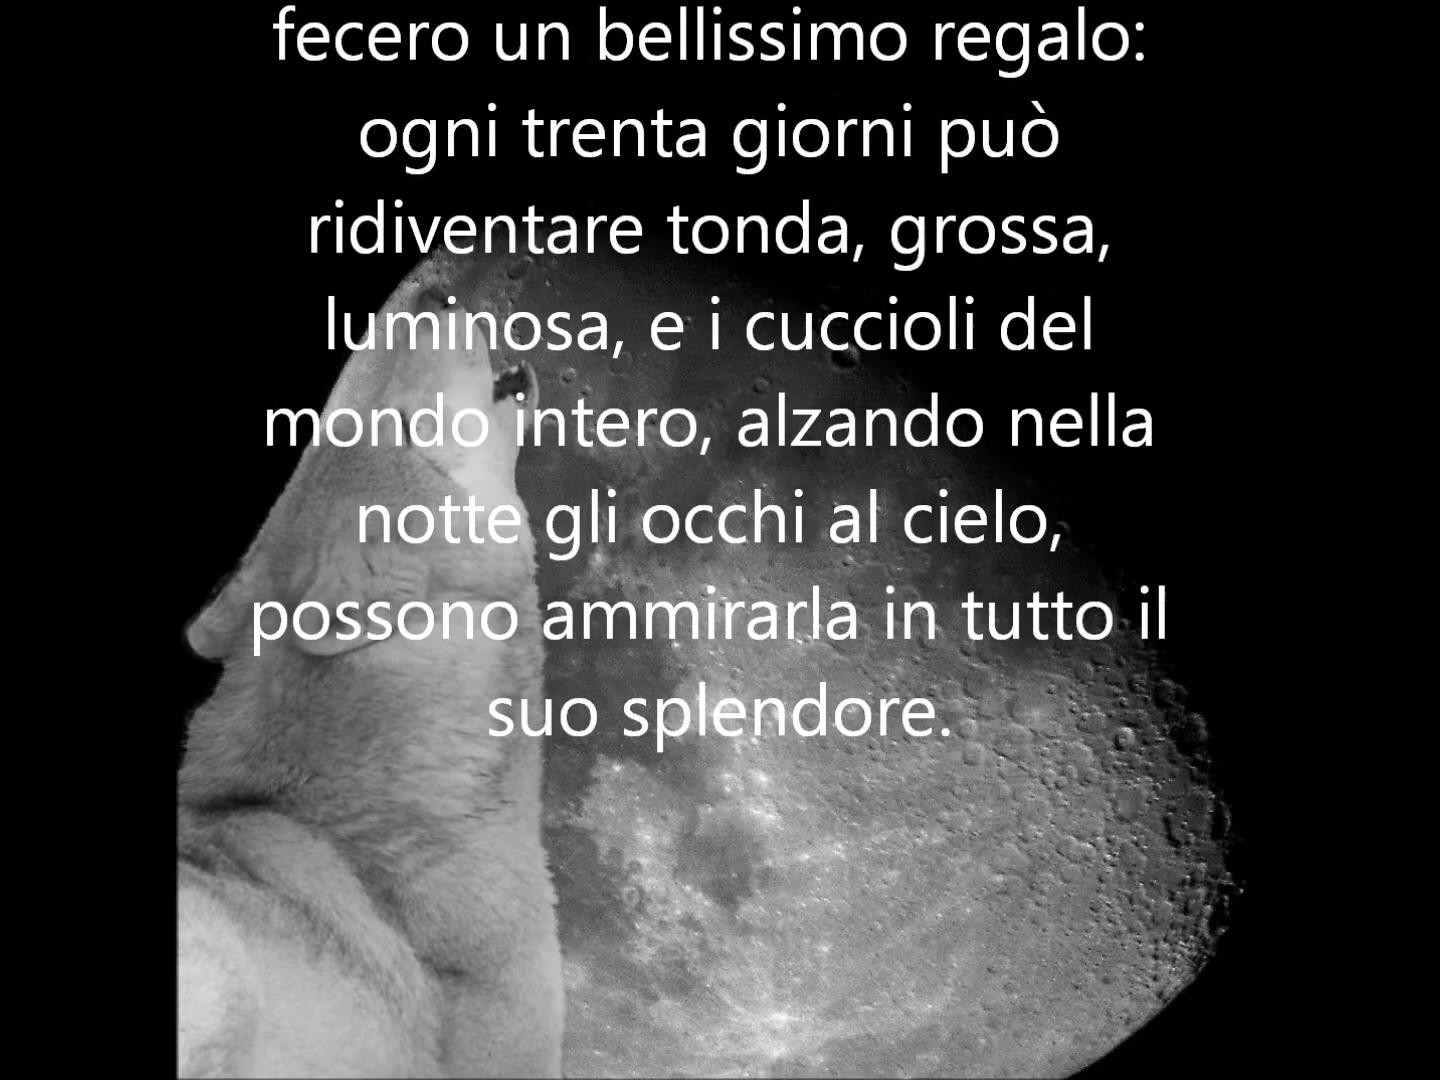 fecero un bellissimo regalo:
ogni trenta giorni può
ridiventare tonda, grossa,
luminosa, e i cuccioli del
mondo intero, alzando nella
notte gli occhi al cielo,
possono ammirarla in tutto il
suo splendore.